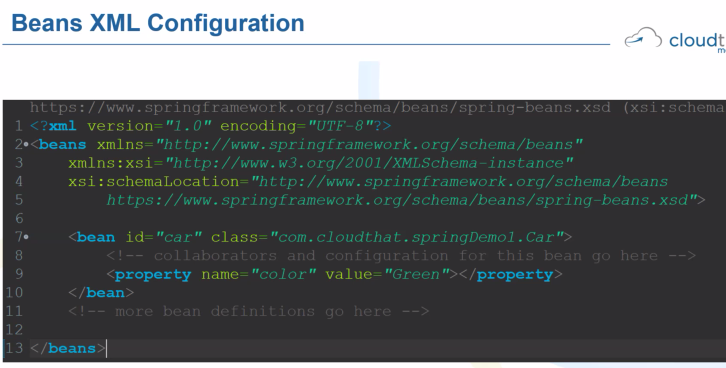 Beans XML Configuration
cloudt
https://www.springframework.org/schema/beans/spring-beans.xsd (xsi:schema
1 <?xml version="1.0" encoding="UTF-8"?>
2 <beans xmlns="http://www.springframework.org/schema/beans"
3 xmlns:xsi="http://www.w3.org/2001/XMLSchema-instance"
4 xsi:schemaLocation="http://www.springframework.org/schema/beans
5 https://www.springframework.org/schema/beans/spring-beans.xsd">
6
7 <bean id="car" class="com.cloudthat.springDemo1.Car">
8 <!-- collaborators and configuration for this bean go here -->
9 <property name="color" value="Green"></property>
10 </bean>
11 <!-- more bean definitions go here -->
12
13 </beans>